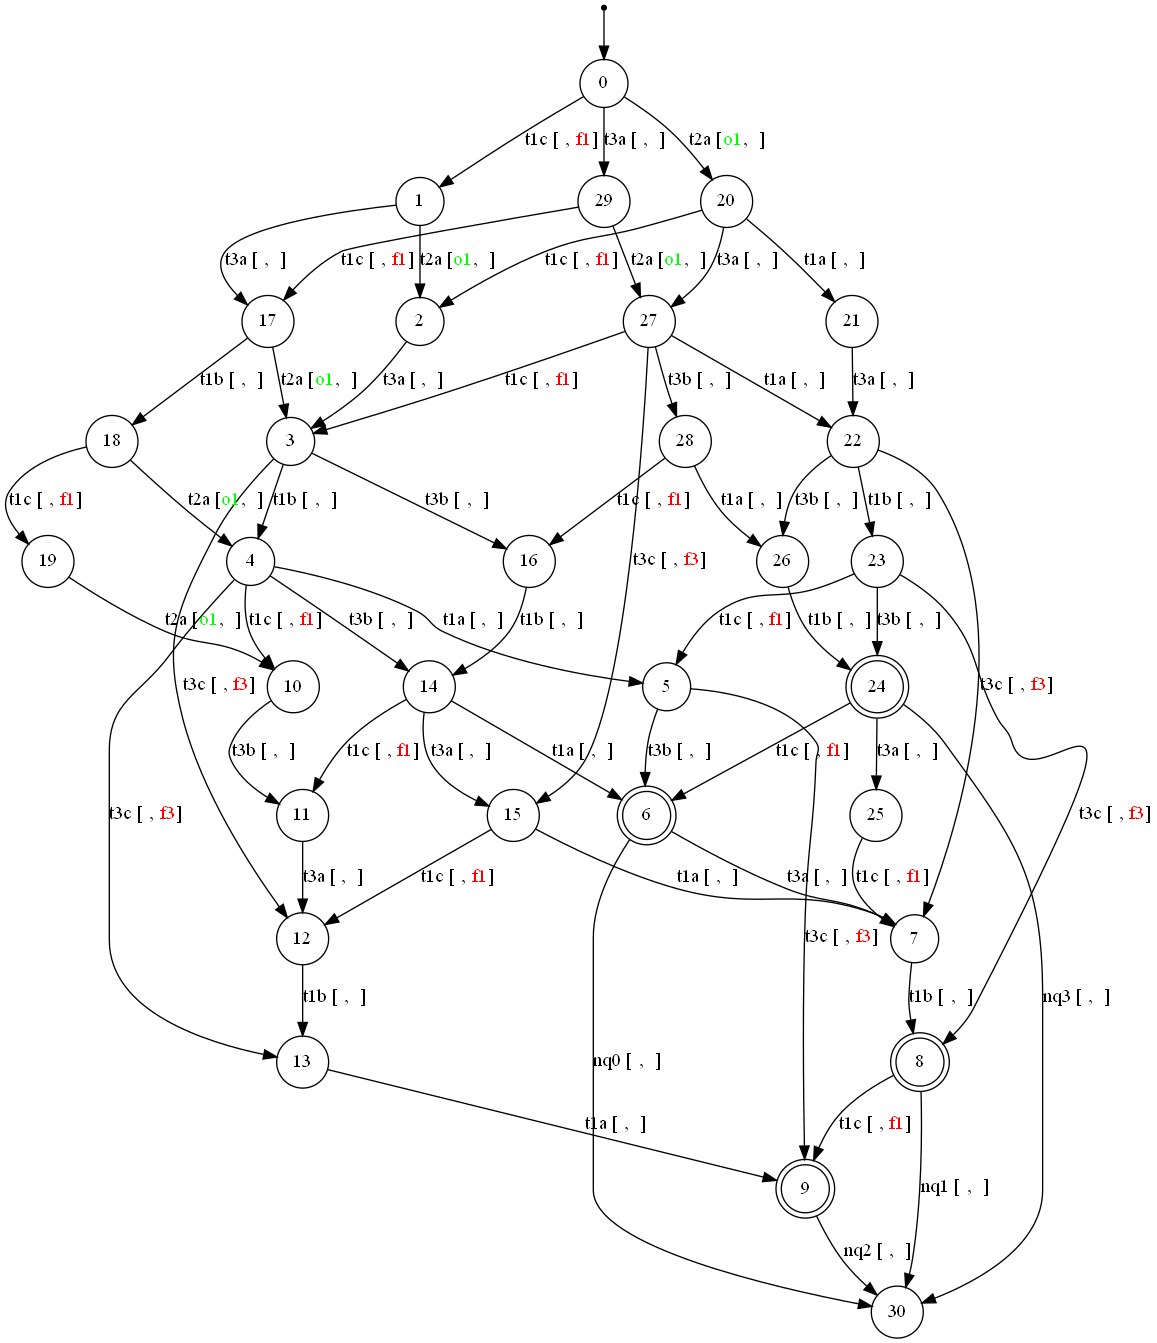 0
t1c [ , f1]
t3a [ , ]
t2a [o1, ]
1
29
20
t3a [ , ]
t2a [o1, ]
t1c [ , f1]
t2a [o1, ]
t1c [ , f1]
t3a [ , ]
t1a [ , ]
17
2
27
21
t1b [ , ]
t2a [o1, ]
t3a [ , ]
t1c [ , f1]
t3b [ , ]
t1a [ , ]
t3a [ , ]
18
3
28
22
t1c [ , f1]
t2a [o1, ]
t1b [ , ]
t3b [ , ]
t1c [ , f1]
t1a [ , ]
t3b [ , ]
t1b [ , ]
19
4
16
t3c [ , f3]
26
23
t2a [o1, ]
t1c [ , f1]
t3b [ , ]
t1a [ , ]
t1b [ , ]
t1c [ , f1]
t1b [ , ]
t3b [ , ]
t3c [ , f3]
10
14
5
24
t3c [ , f3]
t3b [ , ]
t1c [ , f1]
t3a [ , ]
t1a [ , ]
t3b [ , ]
t1c [ , f1]
t3a [ , ]
t3c [ , f3]
11
15
6
25
t3c [ , f3]
t3a [ , ]
t1c [ , f1]
t1a [ , ]
t3a [ , ]
t1c [ , f1]
12
t3c [ , f3]
7
t1b [ , ]
t1b [ , ]
nq3 [ , ]
13
nq0 [ , ]
8
t1a [ , ]
t1c [ , f1]
9
nq1 [ , ]
nq2 [ , ]
30